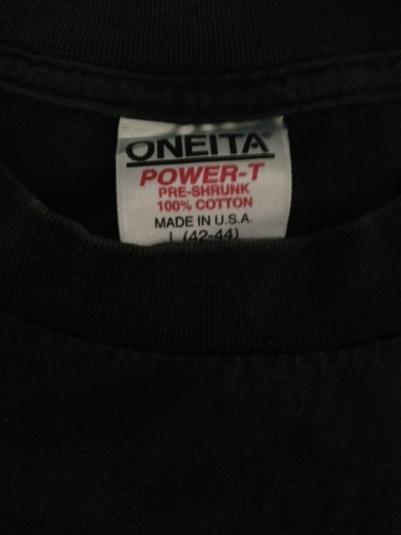 ONEITA®
POWER-T
PRE-SHRUNK
100% COTTON
MADE IN U.S.A.
L (42-44)